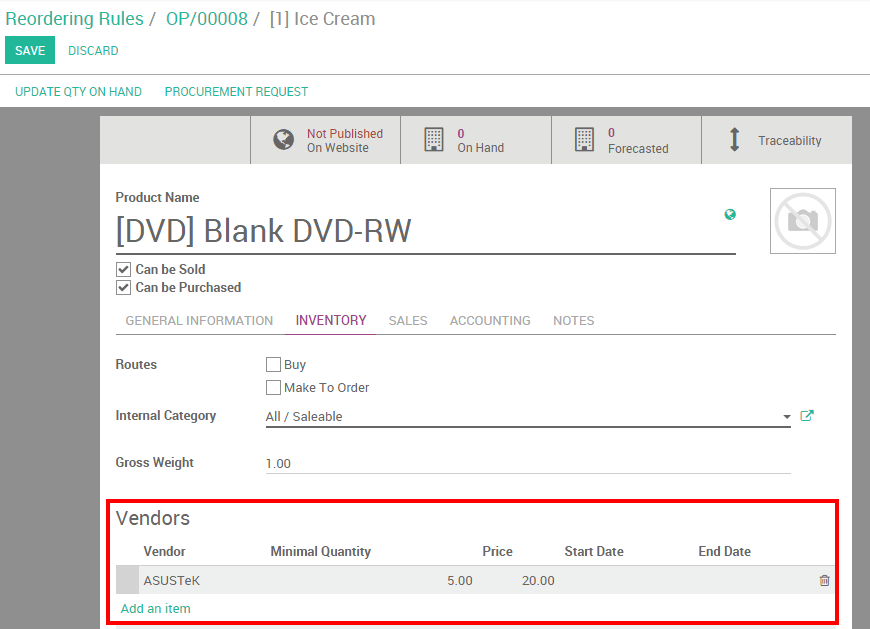 Reordering Rules / OP/00008 / [1] Ice Cream
SAVE DISCARD
UPDATE QTY ON HAND PROCUREMENT REQUEST
Not Published
On Website
0
On Hand
0
Forecasted
Traceability
Product Name
[DVD] Blank DVD-RW
Can be Sold
Can be Purchased
GENERAL INFORMATION INVENTORY SALES ACCOUNTING NOTES
Routes Buy
Make To Order
Internal Category All / Saleable
Gross Weight 1.00
Vendors
Vendor Minimal Quantity Price Start Date End Date
ASUSTeK 5.00 20.00
Add an item